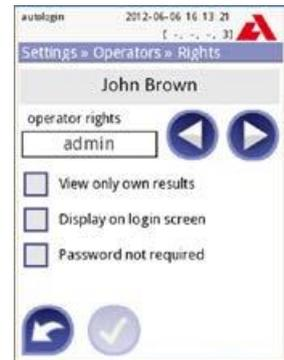 autologin 2012-06-06 16 13 21
[ -, -, -, 3]
Settings » Operators » Rights
John Brown
operator rights
admin
View only own results
Display on login screen
Password not required